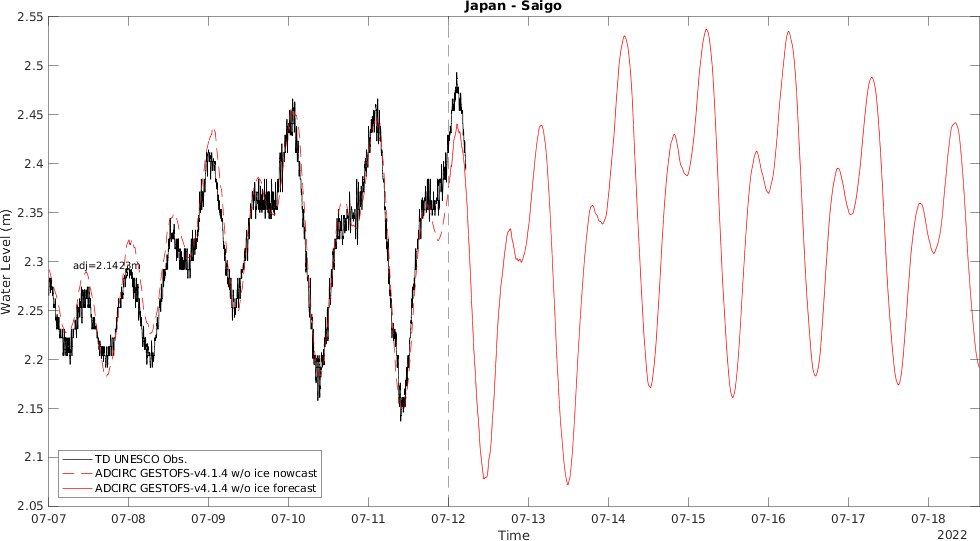 Japan - Saigo
2.55
2.5
2.45
2.4
2.35
2.3
2.25
2.2
2.15
2.1
2.05
Water Level (m)
adj=2.1423m
TD UNESCO Obs.
ADCIRC GESTOFS-v4.1.4 w/o ice nowcast
ADCIRC GESTOFS-v4.1.4 w/o ice forecast
07-07 07-08 07-09 07-10 07-11 07-12 07-13 07-14 07-15 07-16 07-17 07-18
Time
2022